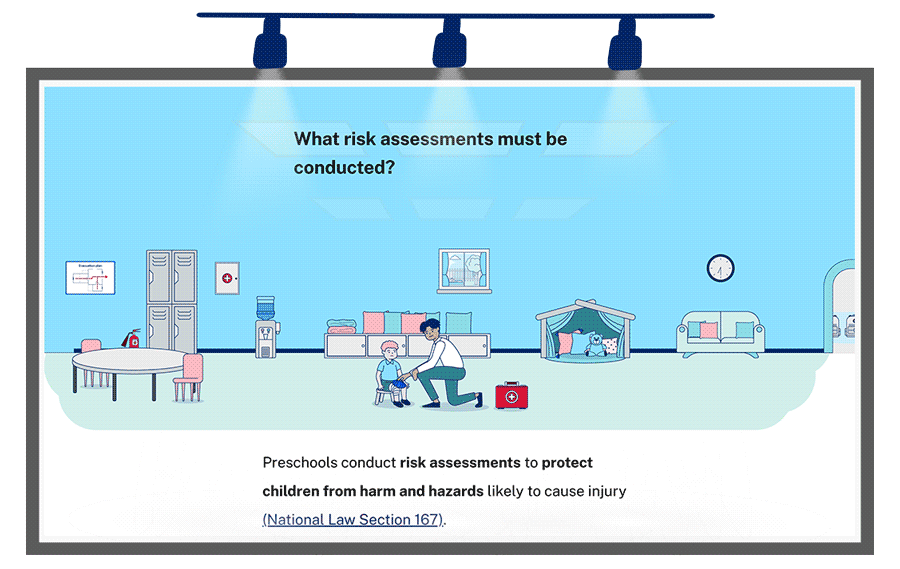 What risk assessments must be
conducted?
Evacuation plan
Preschools conduct risk assessments to protect
children from harm and hazards likely to cause injury
(National Law Section 167).